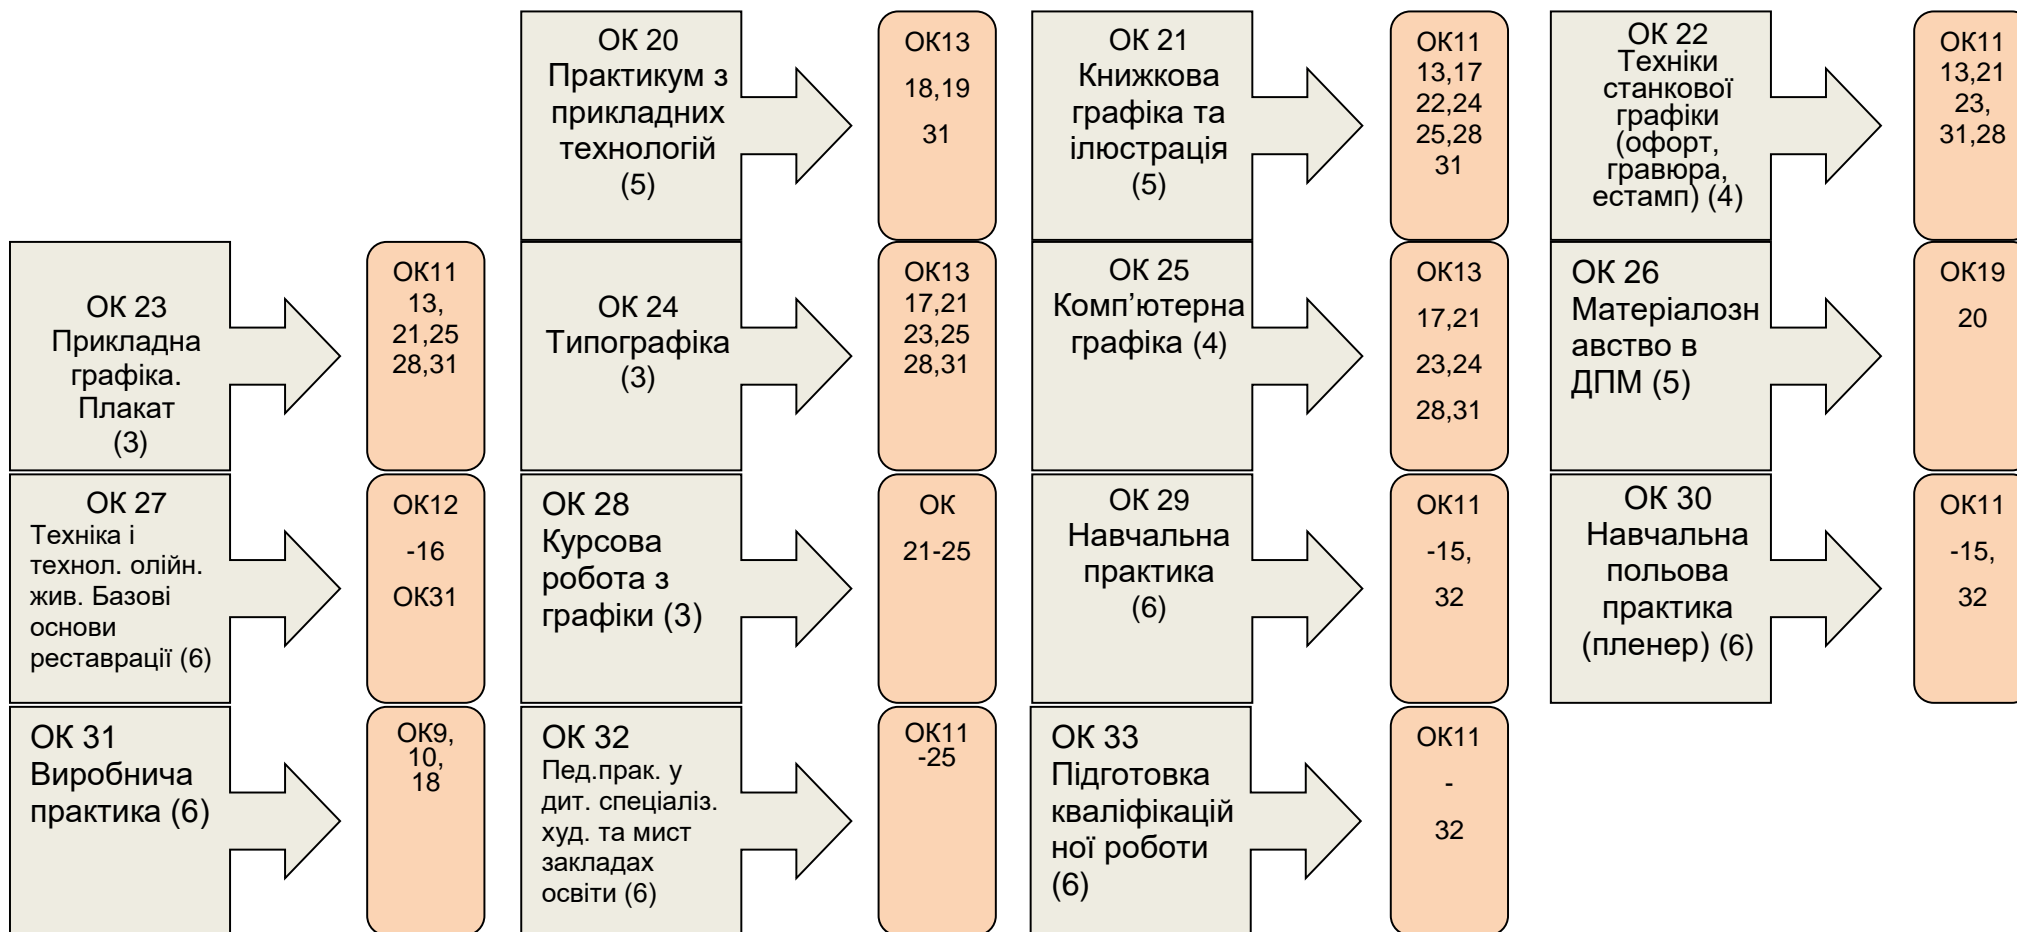 ОК 20
Практикум з
прикладних
технологій
(5)
ОК13
18,19
31
ОК 21
Книжкова
графіка та
ілюстрація
(5)
ОК11
13,17
22,24
25,28
31
ОК 22
Техніки
станкової
графіки
(офорт,
гравюра,
естамп) (4)
ОК11
13,21
23,
31,28
ОК 23
Прикладна
графіка.
Плакат
(3)
ОК11
13,
21,25
28,31
ОК 24
Типографіка
(3)
ОК13
17,21
23,25
28,31
ОК 25
Комп’ютерна
графіка (4)
ОК13
17,21
23,24
28,31
ОК 26
Матеріалозн
авство в
ДПМ (5)
ОК19
20
ОК 27
Техніка і
технол. олійн.
жив. Базові
основи
реставрації (6)
ОК12
-16
ОК31
ОК 28
Курсова
робота з
графіки (3)
ОК
21-25
ОК 29
Навчальна
практика
(6)
ОК11
-15,
32
ОК 30
Навчальна
польова
практика
(пленер) (6)
ОК11
-15,
32
ОК 31
Виробнича
практика (6)
ОК9,
10,
18
ОК 32
Пед.прак. у
дит. спеціаліз.
худ. та мист
закладах
освіти (6)
ОК11
-25
ОК 33
Підготовка
кваліфікацій
ної роботи
(6)
ОК11
-
32